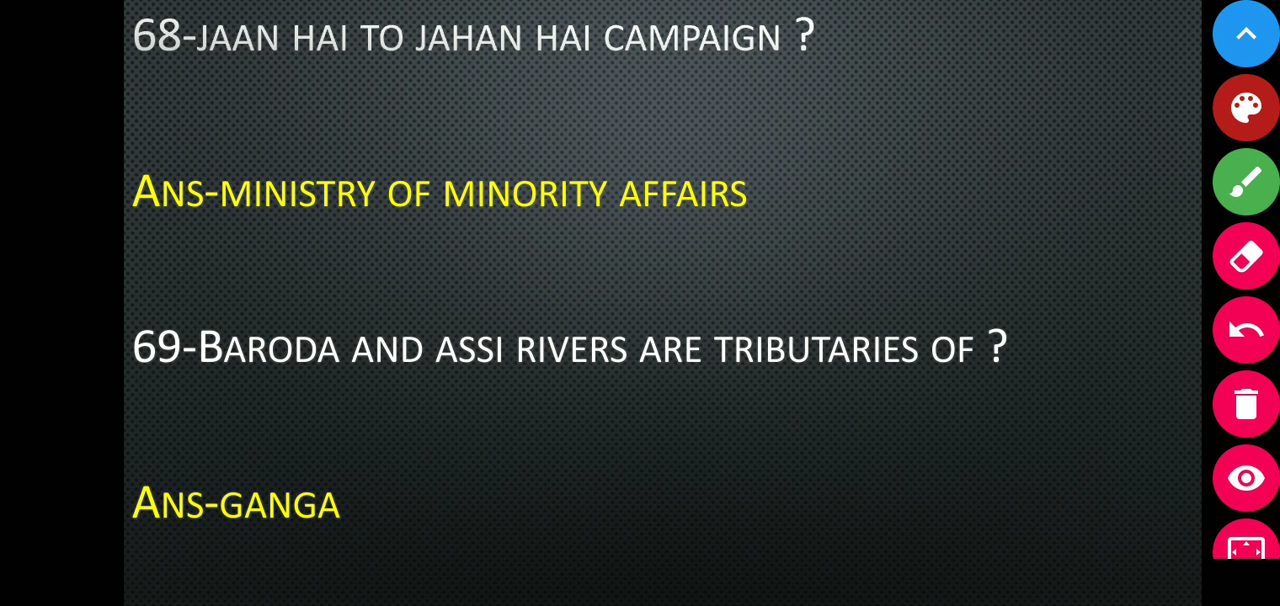 68-JAAN HAI TO JAHAN HAI CAMPAIGN ?
ANS-MINISTRY OF MINORITY AFFAIRS
69-BARODA AND ASSI RIVERS ARE TRIBUTARIES OF ?
ANS-GANGA